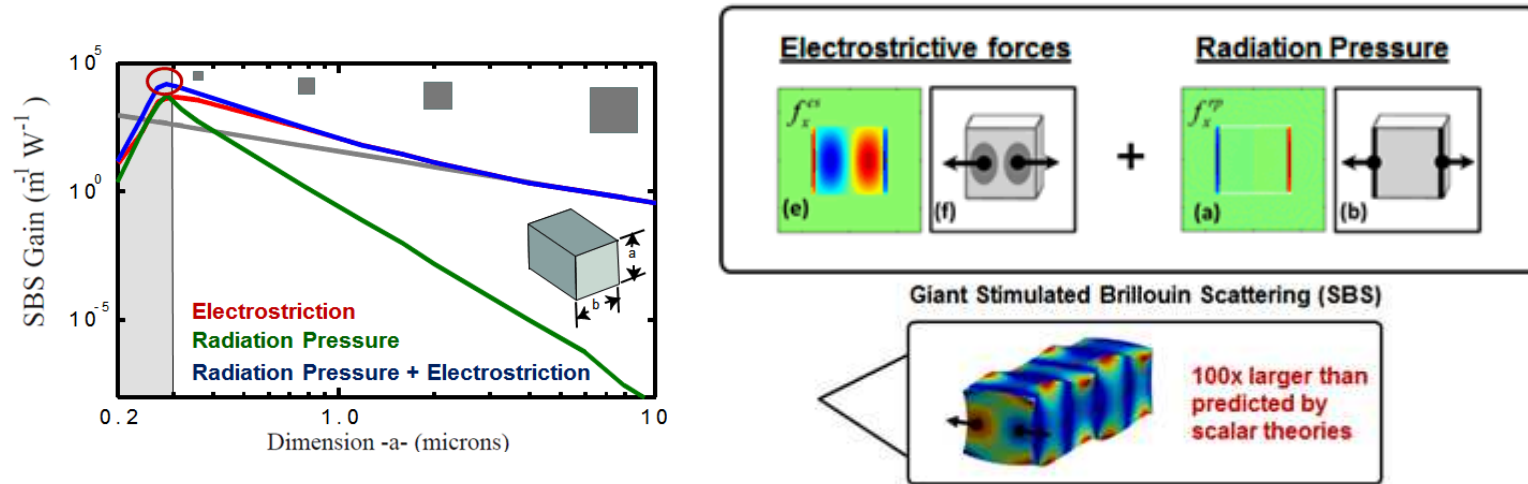 10^5
10^0
10^-5
SBS Gain (m^-1 W^-1)
a
b
Electrostriction
Radiation Pressure
Radiation Pressure + Electrostriction
0.2
1.0
10
Dimension -a- (microns)
Electrostrictive forces
Radiation Pressure
f_x^es
(e)
(f)
+
f_x^rp
(a)
(b)
Giant Stimulated Brillouin Scattering (SBS)
100x larger than
predicted by
scalar theories